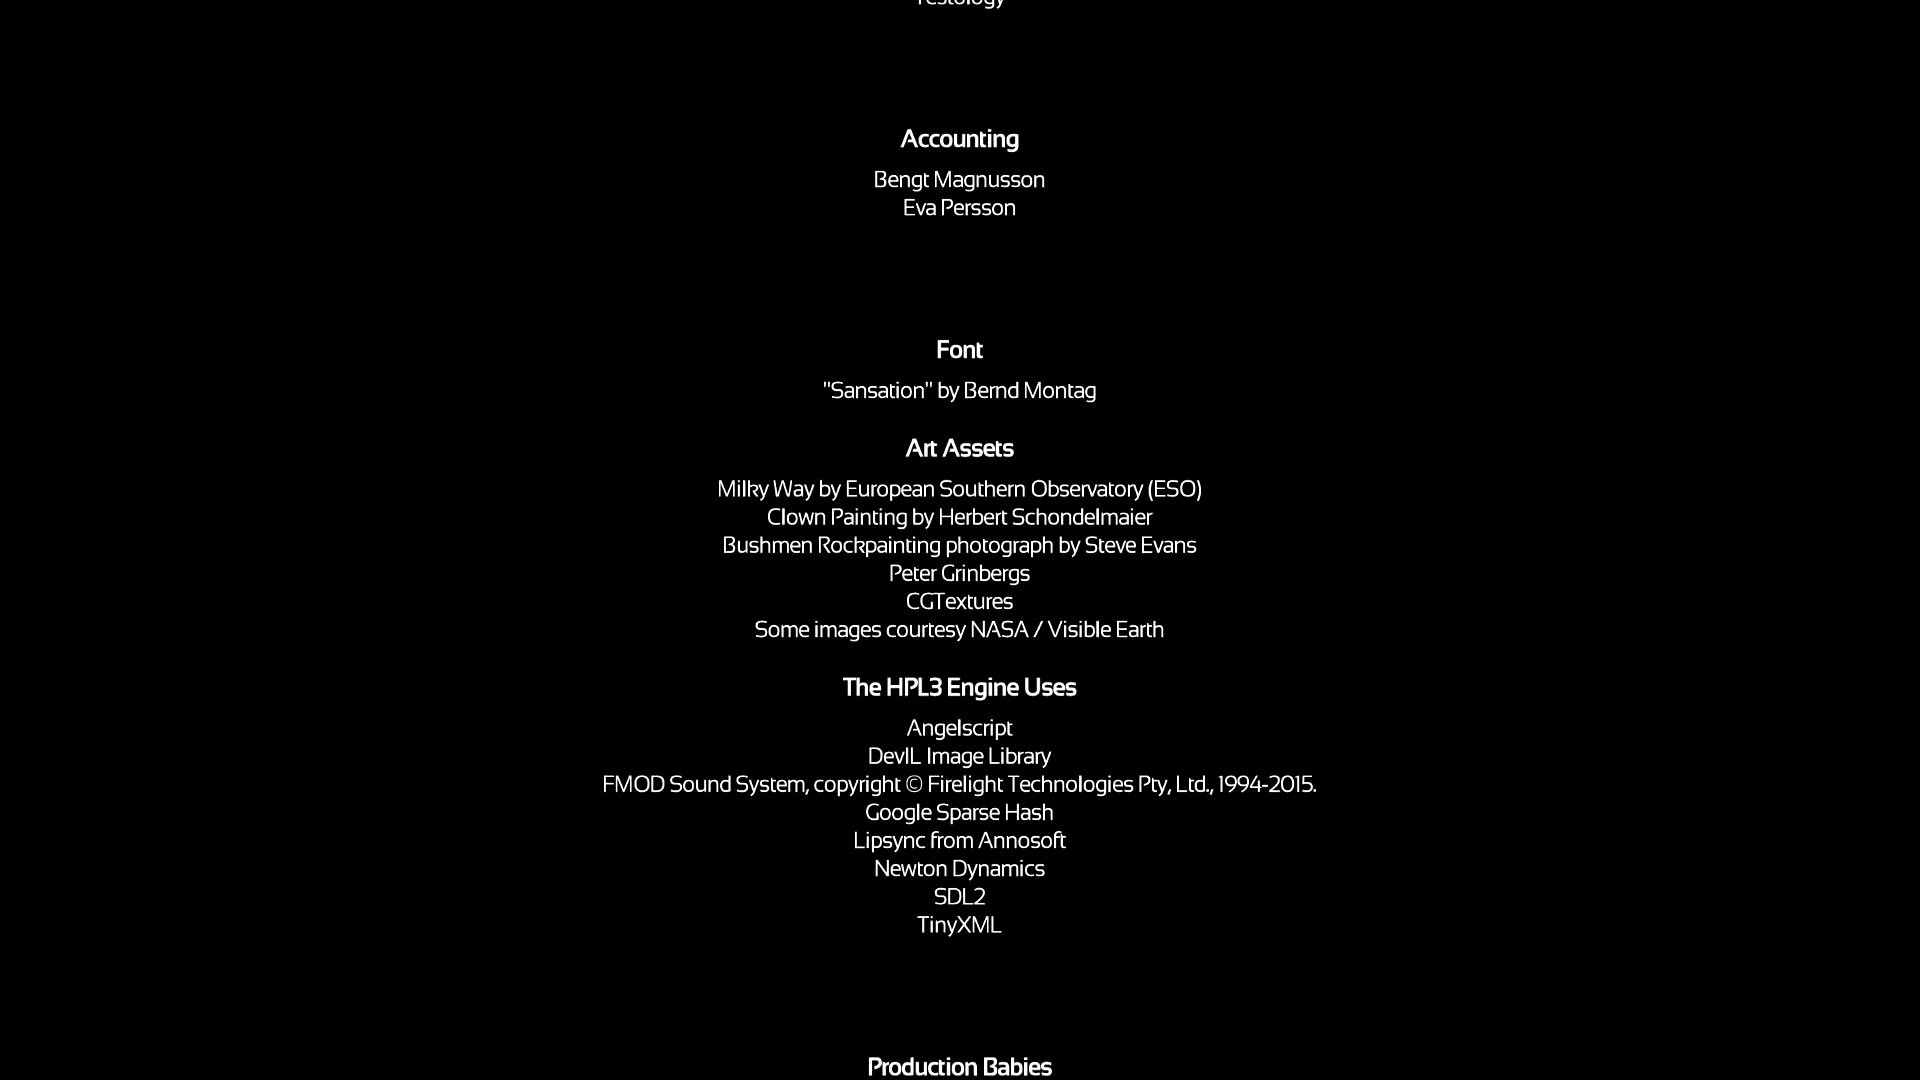 Testology
Accounting
Bengt Magnusson
Eva Persson
Font
"Sansation" by Bernd Montag
Art Assets
Milky Way by European Southern Observatory (ESO)
Clown Painting by Herbert Schondelmaier
Bushmen Rockpainting photograph by Steve Evans
Peter Grinbergs
CGTextures
Some images courtesy NASA / Visible Earth
The HPL3 Engine Uses
Angelscript
DevIL Image Library
FMOD Sound System, copyright © Firelight Technologies Pty, Ltd., 1994-2015.
Google Sparse Hash
Lipsync from Annosoft
Newton Dynamics
SDL2
TinyXML
Production Babies